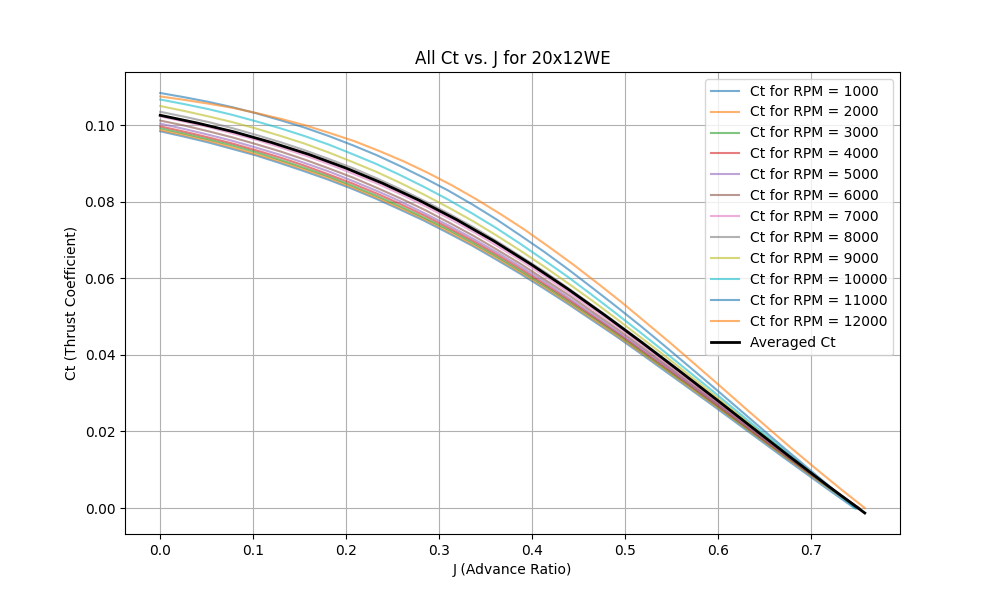 All Ct vs. J for 20x12WE
Ct (Thrust Coefficient)
0.10
0.08
0.06
0.04
0.02
0.00
Ct for RPM = 1000
Ct for RPM = 2000
Ct for RPM = 3000
Ct for RPM = 4000
Ct for RPM = 5000
Ct for RPM = 6000
Ct for RPM = 7000
Ct for RPM = 8000
Ct for RPM = 9000
Ct for RPM = 10000
Ct for RPM = 11000
Ct for RPM = 12000
Averaged Ct
0.0 0.1 0.2 0.3 0.4 0.5 0.6 0.7
J (Advance Ratio)